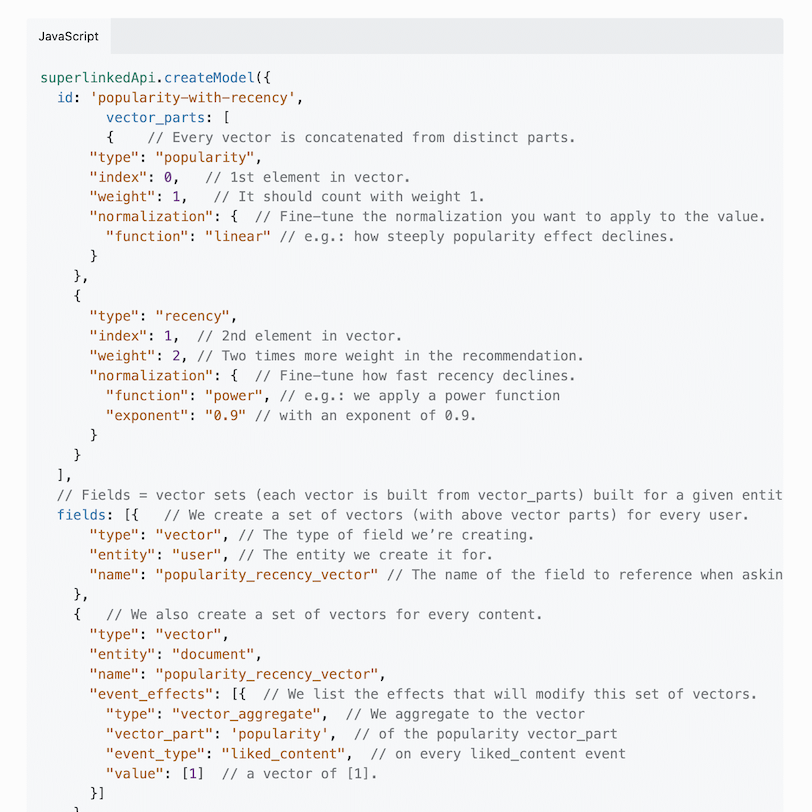 JavaScript
superlinkedApi.createModel({
  id: 'popularity-with-recency',
        vector_parts: [
        {    // Every vector is concatenated from distinct parts.
      "type": "popularity",
      "index": 0,   // 1st element in vector.
      "weight": 1,   // It should count with weight 1.
      "normalization": {  // Fine-tune the normalization you want to apply to the value.
        "function": "linear" // e.g.: how steeply popularity effect declines.
      }
    },
    {
      "type": "recency",
      "index": 1,  // 2nd element in vector.
      "weight": 2, // Two times more weight in the recommendation.
      "normalization": {  // Fine-tune how fast recency declines.
        "function": "power", // e.g.: we apply a power function
        "exponent": "0.9" // with an exponent of 0.9.
      }
    }
  ],
  // Fields = vector sets (each vector is built from vector_parts) built for a given entit
  fields: [{   // We create a set of vectors (with above vector parts) for every user.
      "type": "vector", // The type of field we’re creating.
      "entity": "user", // The entity we create it for.
      "name": "popularity_recency_vector" // The name of the field to reference when askin
    },
    {   // We also create a set of vectors for every content.
      "type": "vector",
      "entity": "document",
      "name": "popularity_recency_vector",
      "event_effects": [{  // We list the effects that will modify this set of vectors.
        "type": "vector_aggregate",  // We aggregate to the vector
        "vector_part": 'popularity',  // of the popularity vector_part
        "event_type": "liked_content",  // on every liked_content event
        "value": [1]  // a vector of [1].
      }]